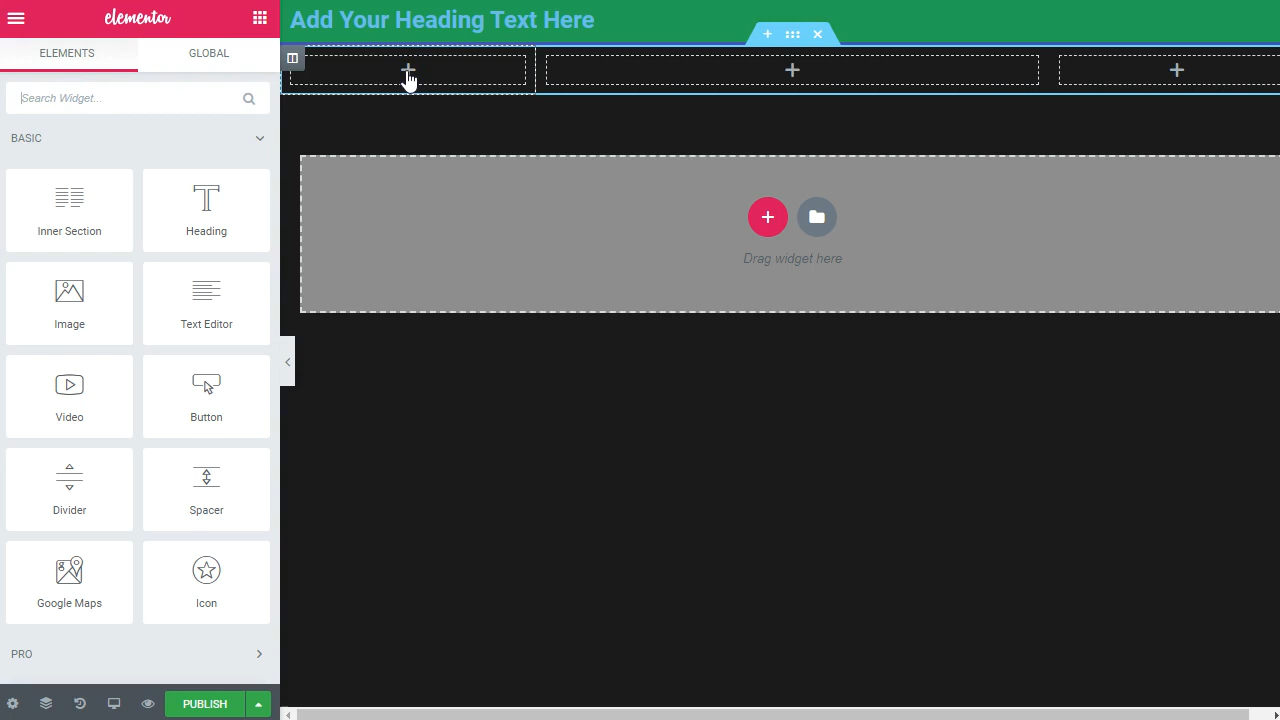 elementor
Add Your Heading Text Here
ELEMENTS
GLOBAL
Search Widget...
BASIC
Inner Section
Heading
Image
Text Editor
Video
Button
Divider
Spacer
Google Maps
Icon
PRO
PUBLISH
Drag widget here